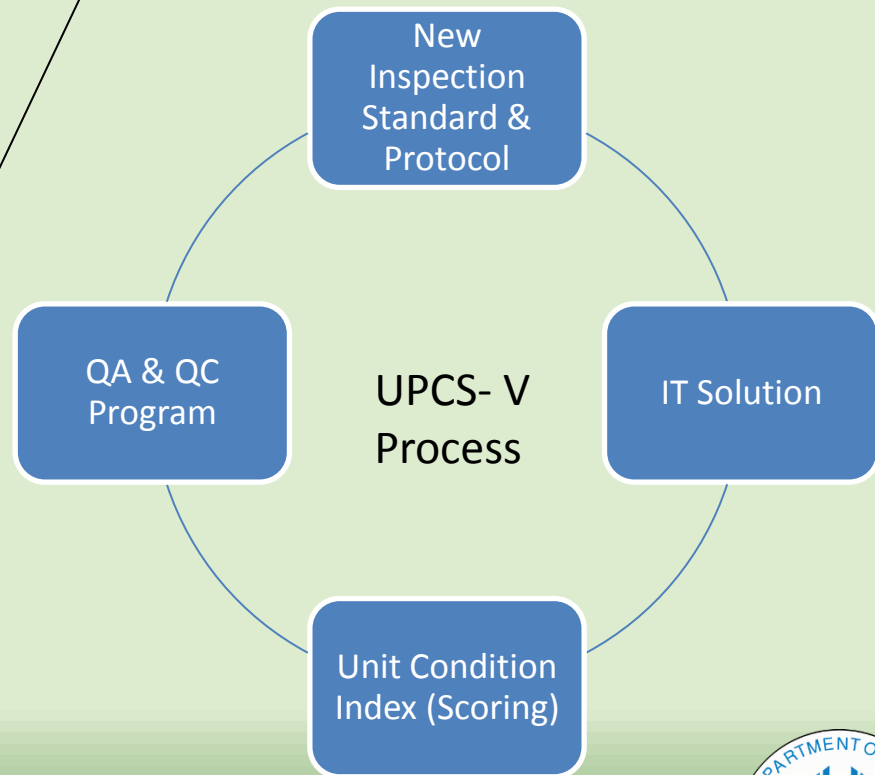 New
Inspection
Standard &
Protocol
QA & QC
Program
UPCS- V
Process
IT Solution
Unit Condition
Index (Scoring)